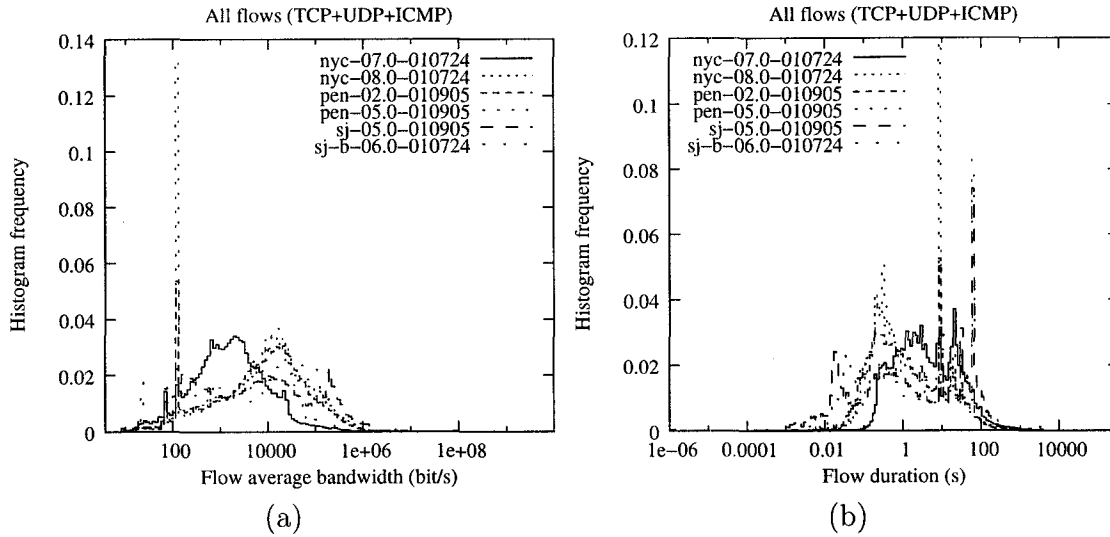 All flows (TCP+UDP+ICMP)
0.14
0.12
0.1
0.08
0.06
0.04
0.02
0
Histogram frequency
nyc-07.0-010724
nyc-08.0-010724
pen-02.0-010905
pen-05.0-010905
sj-05.0-010905
sj-b-06.0-010724
100 10000 1e+06 1e+08
Flow average bandwidth (bit/s)
(a)
All flows (TCP+UDP+ICMP)
0.12
0.1
0.08
0.06
0.04
0.02
0
Histogram frequency
nyc-07.0-010724
nyc-08.0-010724
pen-02.0-010905
pen-05.0-010905
sj-05.0-010905
sj-b-06.0-010724
1e-06 0.0001 0.01 1 100 10000
Flow duration (s)
(b)